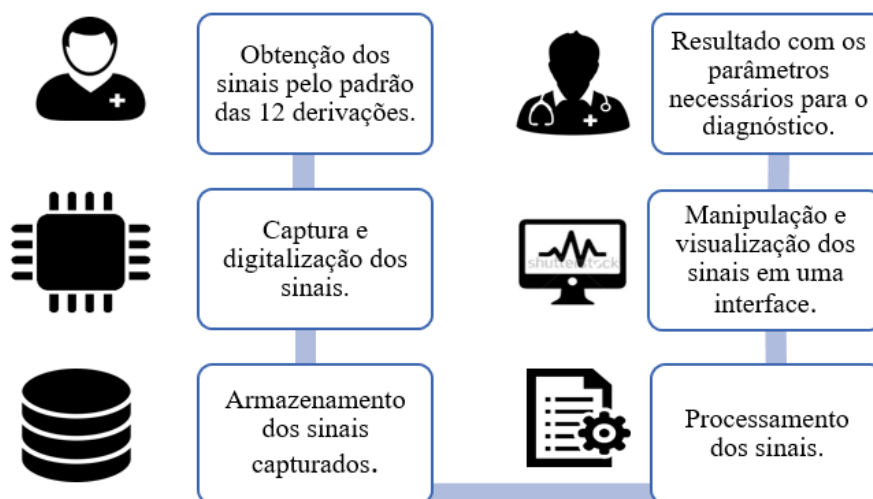 Obtenção dos
sinais pelo padrão
das 12 derivações.
Captura e
digitalização dos
sinais.
Armazenamento
dos sinais
capturados.
Processamento
dos sinais.
Manipulação e
visualização dos
sinais em uma
interface.
shutterstock
Resultado com os
parâmetros
necessários para o
diagnóstico.